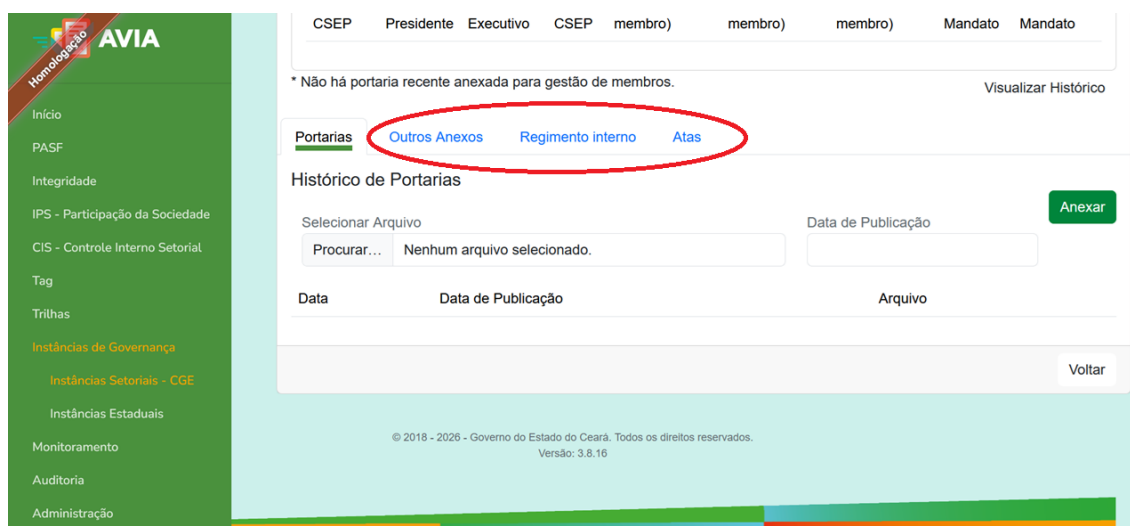 AVIA
Homologação
Início
PASF
Integridade
IPS - Participação da Sociedade
CIS - Controle Interno Setorial
Tag
Trilhas
Instâncias de Governança
Instâncias Setoriais - CGE
Instâncias Estaduais
Monitoramento
Auditoria
Administração
CSEP Presidente Executivo CSEP membro) membro) membro) Mandato Mandato
* Não há portaria recente anexada para gestão de membros.
Visualizar Histórico
Portarias Outros Anexos Regimento interno Atas
Histórico de Portarias
Anexar
Selecionar Arquivo Data de Publicação
Procurar... Nenhum arquivo selecionado.
Data Data de Publicação Arquivo
Voltar
© 2018 - 2026 - Governo do Estado do Ceará. Todos os direitos reservados.
Versão: 3.8.16